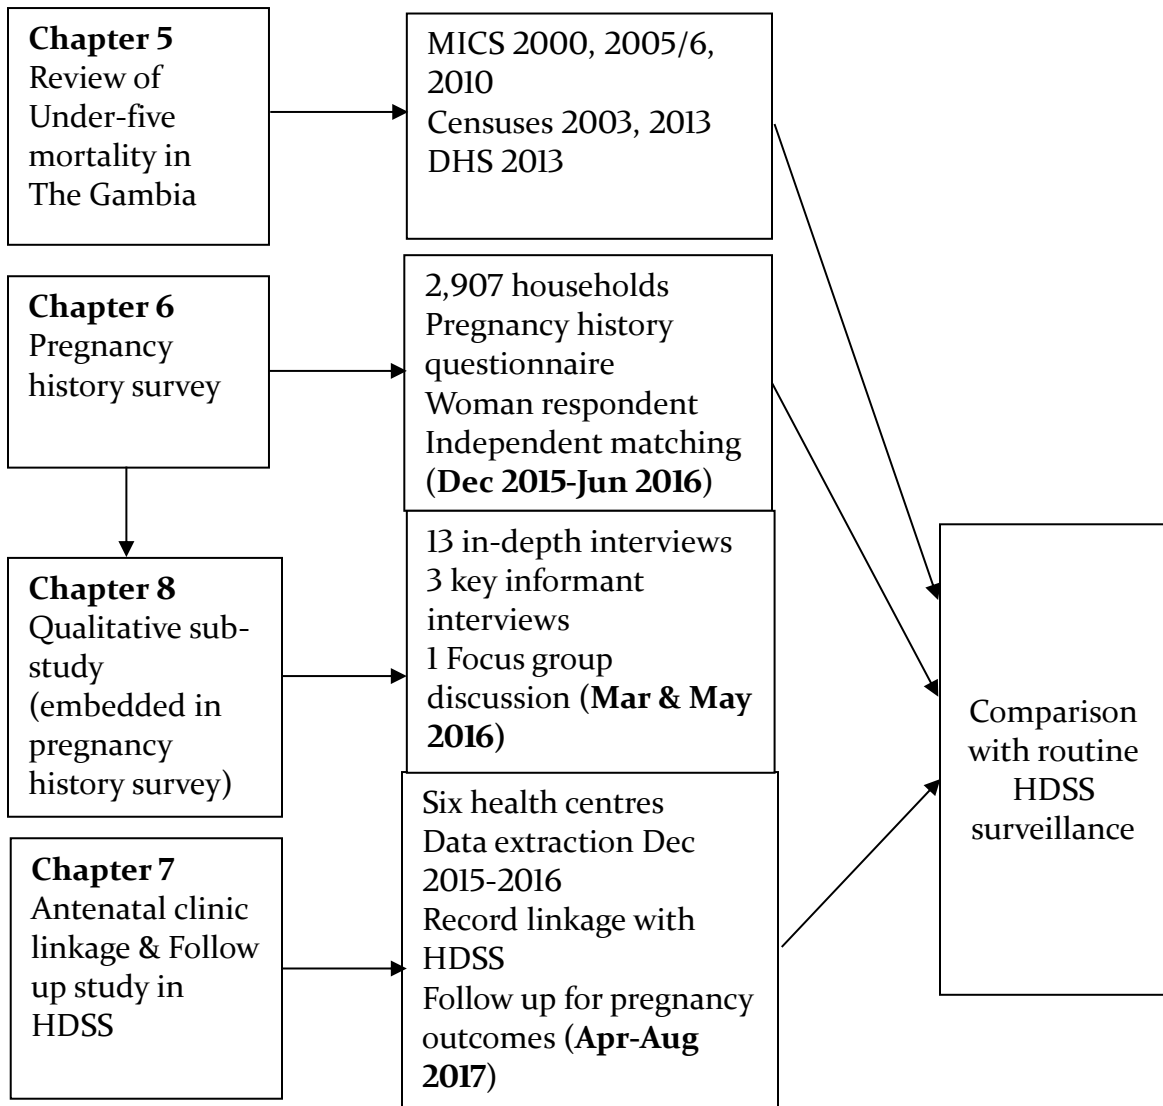 Chapter 5
Review of
Under-five
mortality in
The Gambia
MICS 2000, 2005/6,
2010
Censuses 2003, 2013
DHS 2013
Chapter 6
Pregnancy
history survey
2,907 households
Pregnancy history
questionnaire
Woman respondent
Independent matching
(Dec 2015-Jun 2016)
Chapter 8
Qualitative sub-
study
(embedded in
pregnancy
history survey)
13 in-depth interviews
3 key informant
interviews
1 Focus group
discussion (Mar & May
2016)
Chapter 7
Antenatal clinic
linkage & Follow
up study in
HDSS
Six health centres
Data extraction Dec
2015-2016
Record linkage with
HDSS
Follow up for pregnancy
outcomes (Apr-Aug
2017)
Comparison
with routine
HDSS
surveillance